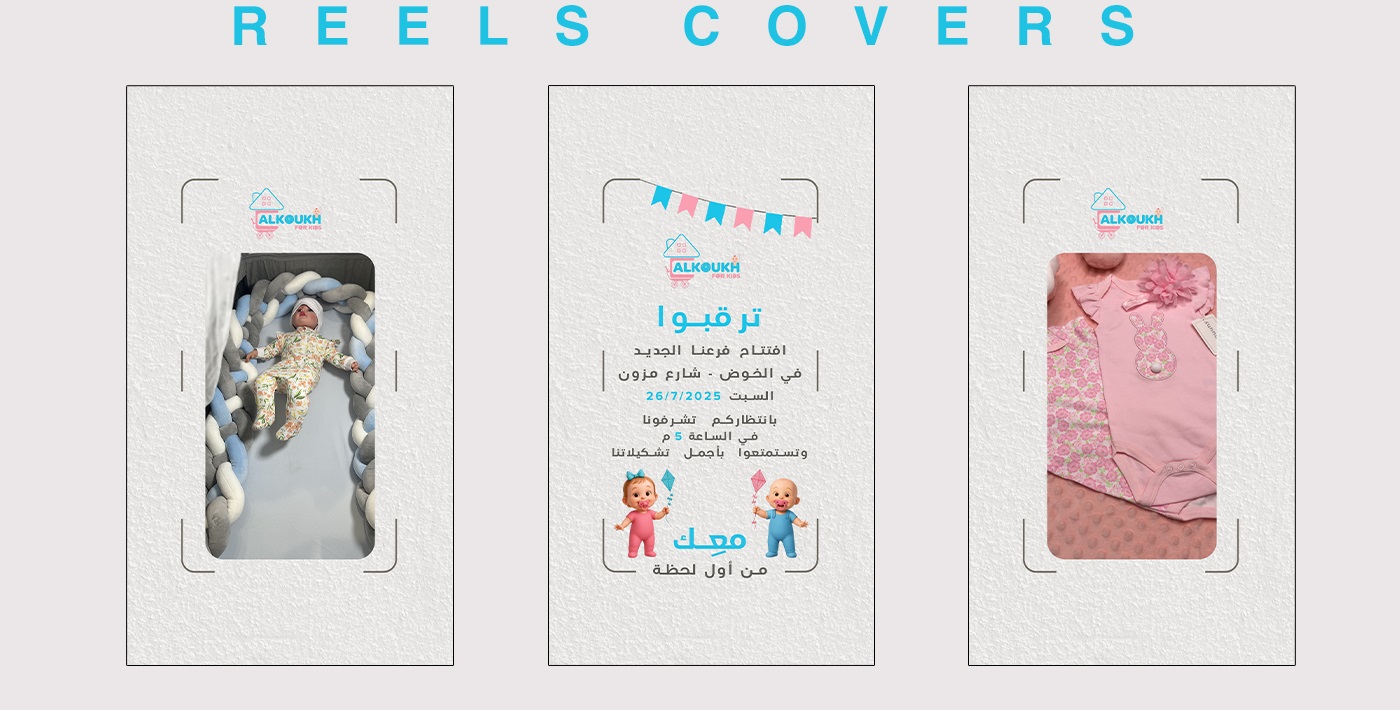 REELS COVERS
ALKOUKH
FOR KIDS
ALKOUKH
FOR KIDS
ترقبوا
افتتاح فرعنا الجديد
في الخوض - شارع مزون
السبت 26/7/2025
بانتظاركم تشرفونا
في الساعة 5 م
وتستمتعوا بأجمل تشكيلاتنا
معِك
من أول لحظة
ALKOUKH
FOR KIDS